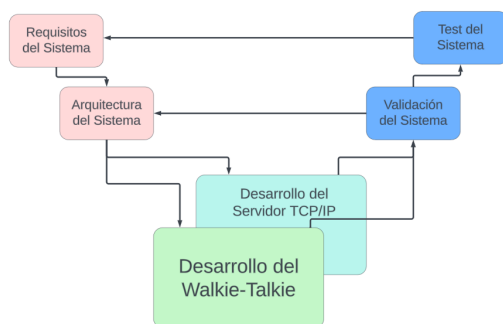 Requisitos
del Sistema
Test del
Sistema
Arquitectura
del Sistema
Validación
del Sistema
Desarrollo del
Servidor TCP/IP
Desarrollo del
Walkie-Talkie